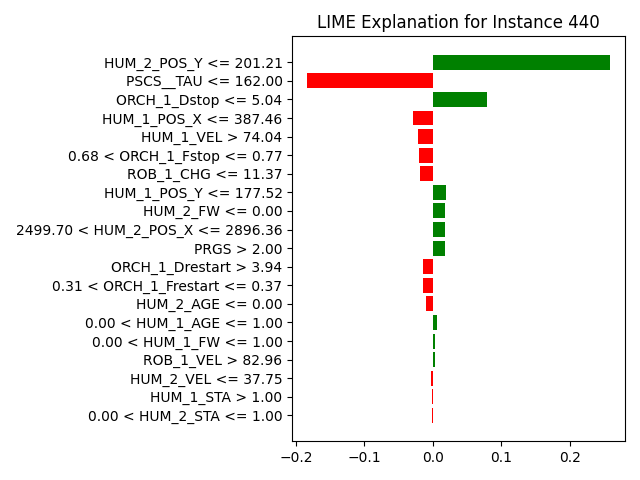 LIME Explanation for Instance 440
HUM_2_POS_Y <= 201.21
PSCS__TAU <= 162.00
ORCH_1_Dstop <= 5.04
HUM_1_POS_X <= 387.46
HUM_1_VEL > 74.04
0.68 < ORCH_1_Fstop <= 0.77
ROB_1_CHG <= 11.37
HUM_1_POS_Y <= 177.52
HUM_2_FW <= 0.00
2499.70 < HUM_2_POS_X <= 2896.36
PRGS > 2.00
ORCH_1_Drestart > 3.94
0.31 < ORCH_1_Frestart <= 0.37
HUM_2_AGE <= 0.00
0.00 < HUM_1_AGE <= 1.00
0.00 < HUM_1_FW <= 1.00
ROB_1_VEL > 82.96
HUM_2_VEL <= 37.75
HUM_1_STA > 1.00
0.00 < HUM_2_STA <= 1.00
−0.2 −0.1 0.0 0.1 0.2